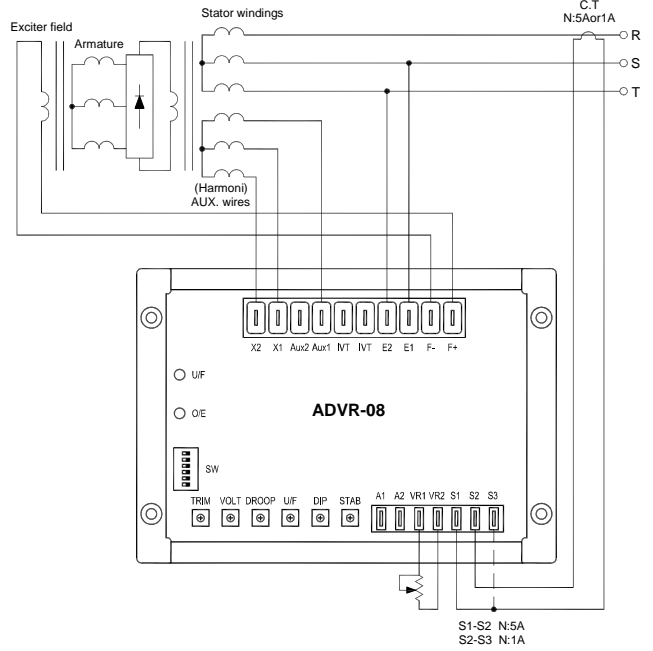 C.T
N:5Aor1A
Stator windings
Exciter field
Armature
R
S
T
(Harmoni)
AUX. wires
X2 X1 Aux2 Aux1 IVT IVT E2 E1 F- F+
U/F
O/E
ADVR-08
SW
TRIM VOLT DROOP U/F DIP STAB
A1 A2 VR1 VR2 S1 S2 S3
S1-S2 N:5A
S2-S3 N:1A